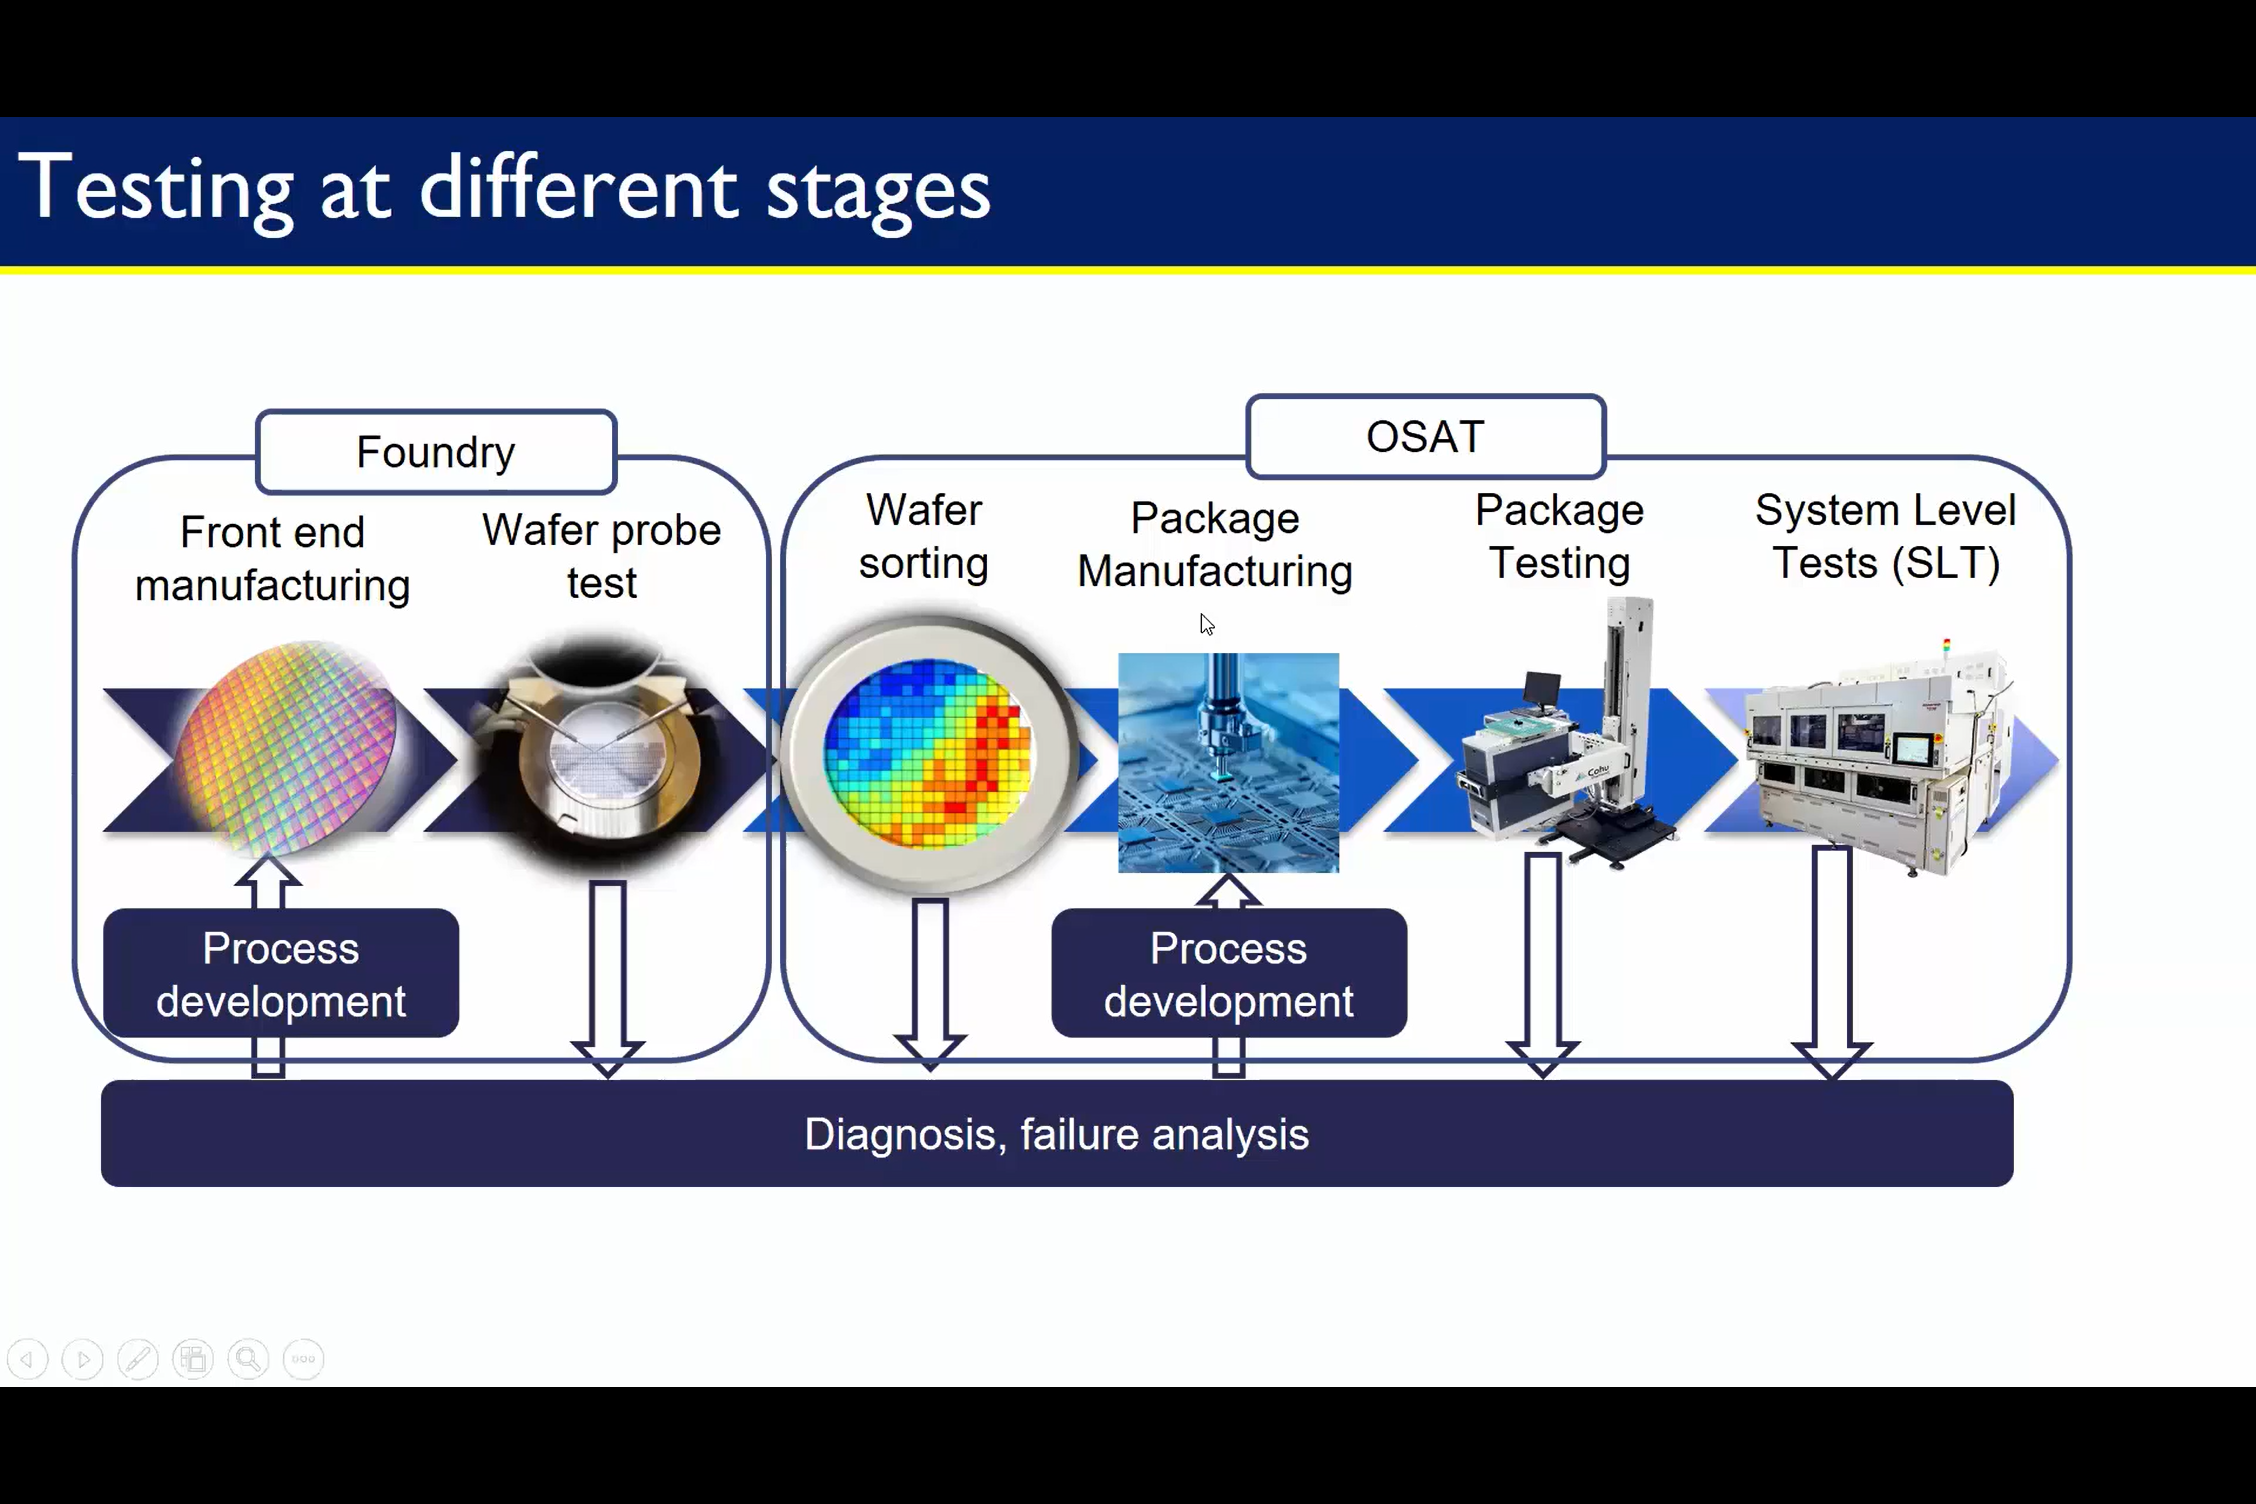 Testing at different stages
Foundry
OSAT
Front end
manufacturing
Wafer probe
test
Wafer
sorting
Package
Manufacturing
Package
Testing
System Level
Tests (SLT)
Cohu
Process
development
Process
development
Diagnosis, failure analysis